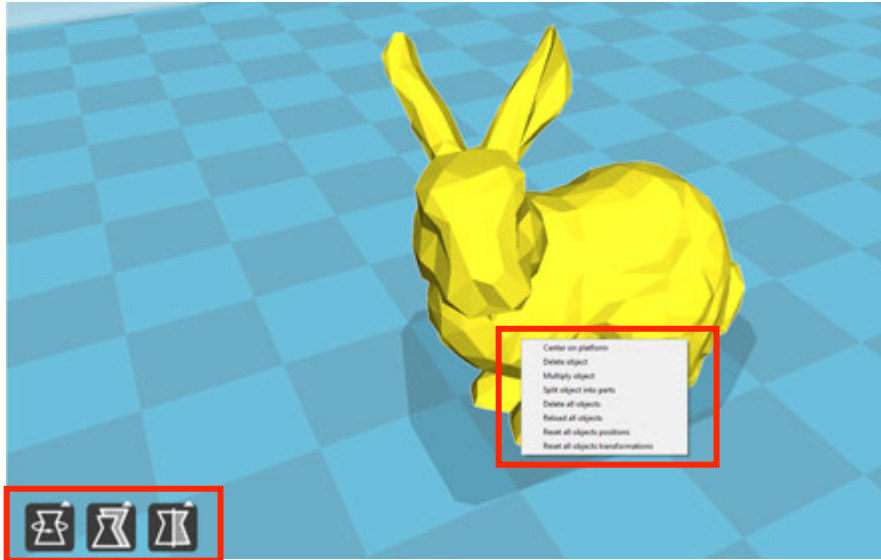 Center on platform
Delete object
Multiply object
Split object into parts
Delete all objects
Reload all objects
Reset all objects positions
Reset all objects transformations